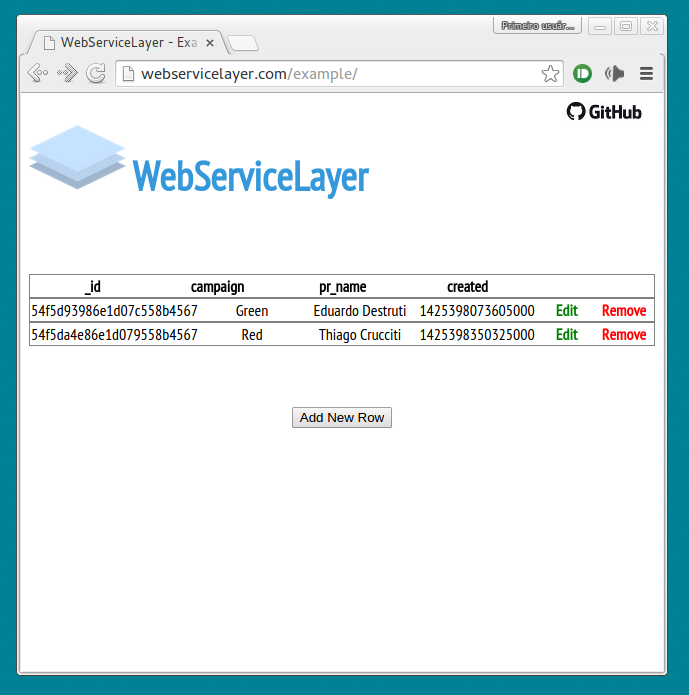 Primeiro usuár...
WebServiceLayer - Exa
webservicelayer.com/example/
GitHub
WebServiceLayer
_id campaign pr_name created
54f5d93986e1d07c558b4567 Green Eduardo Destruti 1425398073605000 Edit Remove
54f5da4e86e1d079558b4567 Red Thiago Crucciti 1425398350325000 Edit Remove
Add New Row